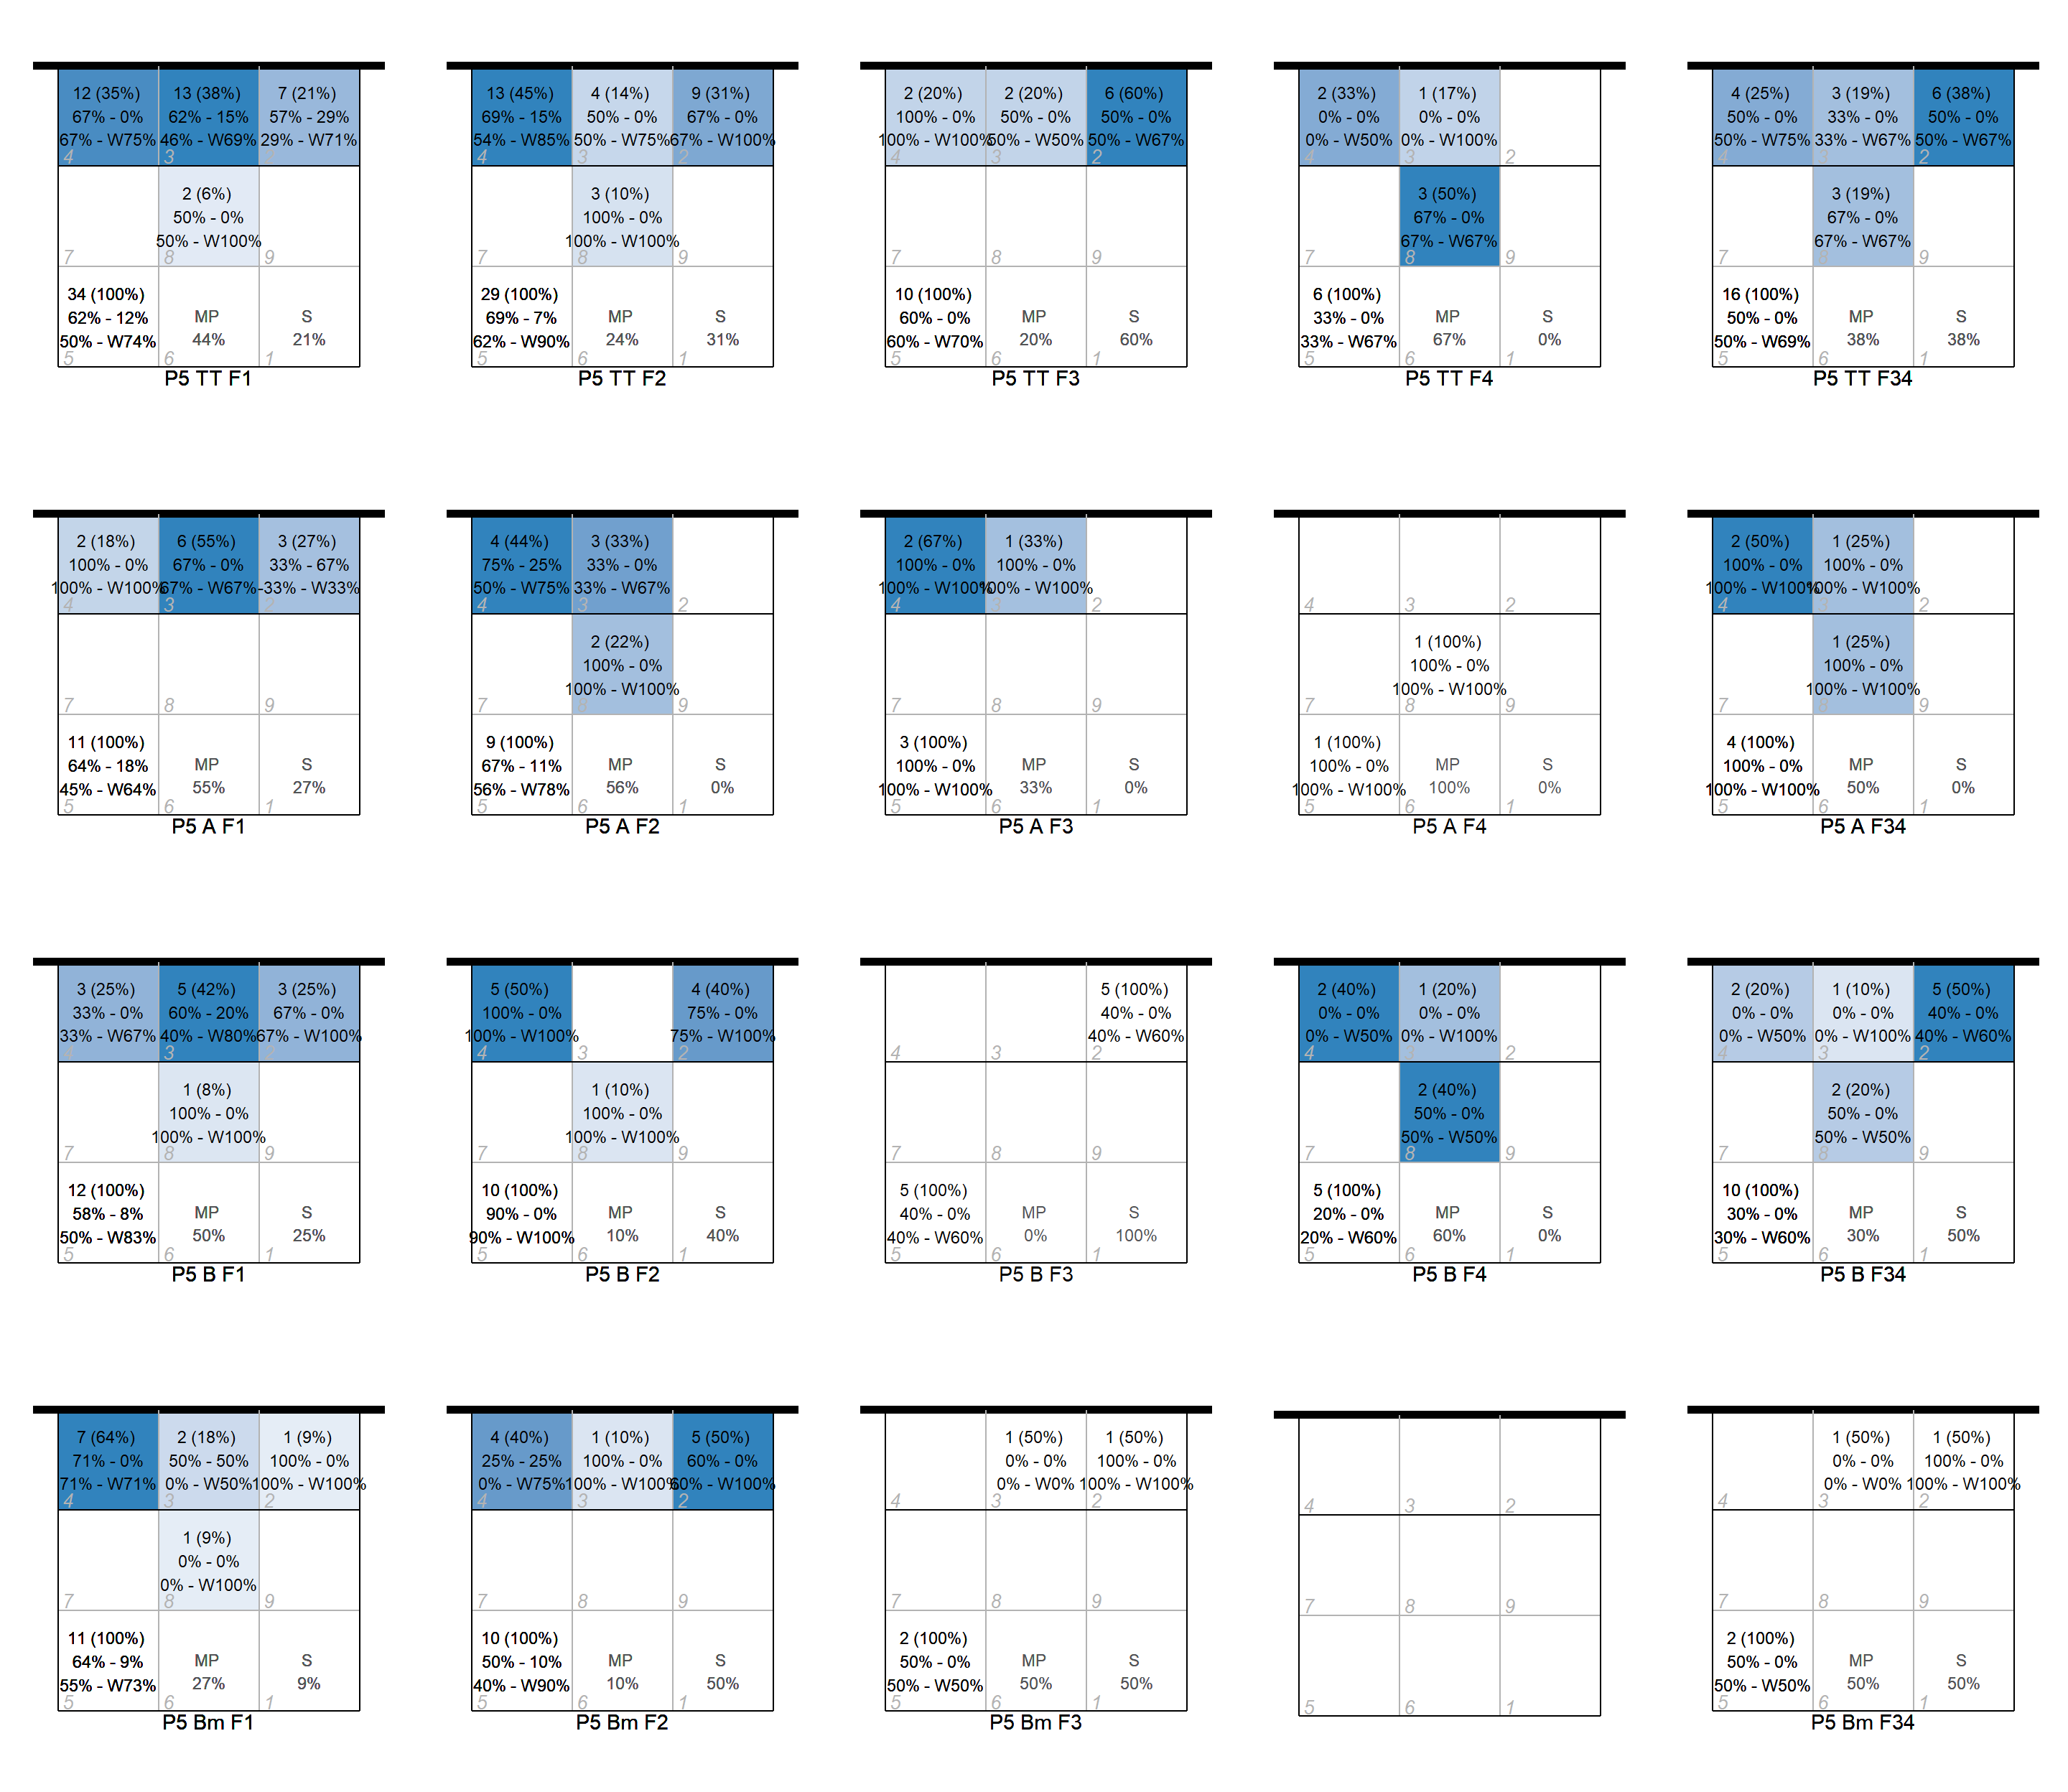 12 (35%)
67% - 0%
67% - W75%
4
13 (38%)
62% - 15%
46% - W69%
3
7 (21%)
57% - 29%
29% - W71%
2
7
2 (6%)
50% - 0%
50% - W100%
8
9
34 (100%)
62% - 12%
50% - W74%
5
MP
44%
6
S
21%
1
P5 TT F1
13 (45%)
69% - 15%
54% - W85%
4
4 (14%)
50% - 0%
50% - W75%
3
9 (31%)
67% - 0%
67% - W100%
2
7
3 (10%)
100% - 0%
100% - W100%
8
9
29 (100%)
69% - 7%
62% - W90%
5
MP
24%
6
S
31%
1
P5 TT F2
2 (20%)
100% - 0%
100% - W100%
4
2 (20%)
50% - 0%
50% - W50%
3
6 (60%)
50% - 0%
50% - W67%
2
7
8
9
10 (100%)
60% - 0%
60% - W70%
5
MP
20%
6
S
60%
1
P5 TT F3
2 (33%)
0% - 0%
0% - W50%
4
1 (17%)
0% - 0%
0% - W100%
3
2
7
3 (50%)
67% - 0%
67% - W67%
8
9
6 (100%)
33% - 0%
33% - W67%
5
MP
67%
6
S
0%
1
P5 TT F4
4 (25%)
50% - 0%
50% - W75%
4
3 (19%)
33% - 0%
33% - W67%
3
6 (38%)
50% - 0%
50% - W67%
2
7
3 (19%)
67% - 0%
67% - W67%
8
9
16 (100%)
50% - 0%
50% - W69%
5
MP
38%
6
S
38%
1
P5 TT F34
2 (18%)
100% - 0%
100% - W100%
4
6 (55%)
67% - 0%
67% - W67%
3
3 (27%)
33% - 67%
-33% - W33%
2
7
8
9
11 (100%)
64% - 18%
45% - W64%
5
MP
55%
6
S
27%
1
P5 A F1
4 (44%)
75% - 25%
50% - W75%
4
3 (33%)
33% - 0%
33% - W67%
3
2
7
2 (22%)
100% - 0%
100% - W100%
8
9
9 (100%)
67% - 11%
56% - W78%
5
MP
56%
6
S
0%
1
P5 A F2
2 (67%)
100% - 0%
100% - W100%
4
1 (33%)
100% - 0%
100% - W100%
3
2
7
8
9
3 (100%)
100% - 0%
100% - W100%
5
MP
33%
6
S
0%
1
P5 A F3
4
3
2
7
1 (100%)
100% - 0%
100% - W100%
8
9
1 (100%)
100% - 0%
100% - W100%
5
MP
100%
6
S
0%
1
P5 A F4
2 (50%)
100% - 0%
100% - W100%
4
1 (25%)
100% - 0%
100% - W100%
3
2
7
1 (25%)
100% - 0%
100% - W100%
8
9
4 (100%)
100% - 0%
100% - W100%
5
MP
50%
6
S
0%
1
P5 A F34
3 (25%)
33% - 0%
33% - W67%
4
5 (42%)
60% - 20%
40% - W80%
3
3 (25%)
67% - 0%
67% - W100%
2
7
1 (8%)
100% - 0%
100% - W100%
8
9
12 (100%)
58% - 8%
50% - W83%
5
MP
50%
6
S
25%
1
P5 B F1
5 (50%)
100% - 0%
100% - W100%
4
3
4 (40%)
75% - 0%
75% - W100%
2
7
1 (10%)
100% - 0%
100% - W100%
8
9
10 (100%)
90% - 0%
90% - W100%
5
MP
10%
6
S
40%
1
P5 B F2
4
3
5 (100%)
40% - 0%
40% - W60%
2
7
8
9
5 (100%)
40% - 0%
40% - W60%
5
MP
0%
6
S
100%
1
P5 B F3
2 (40%)
0% - 0%
0% - W50%
4
1 (20%)
0% - 0%
0% - W100%
3
2
7
2 (40%)
50% - 0%
50% - W50%
8
9
5 (100%)
20% - 0%
20% - W60%
5
MP
60%
6
S
0%
1
P5 B F4
2 (20%)
0% - 0%
0% - W50%
4
1 (10%)
0% - 0%
0% - W100%
3
5 (50%)
40% - 0%
40% - W60%
2
7
2 (20%)
50% - 0%
50% - W50%
8
9
10 (100%)
30% - 0%
30% - W60%
5
MP
30%
6
S
50%
1
P5 B F34
7 (64%)
71% - 0%
71% - W71%
4
2 (18%)
50% - 50%
0% - W50%
3
1 (9%)
100% - 0%
100% - W100%
2
7
1 (9%)
0% - 0%
0% - W100%
8
9
11 (100%)
64% - 9%
55% - W73%
5
MP
27%
6
S
9%
1
P5 Bm F1
4 (40%)
25% - 25%
0% - W75%
4
1 (10%)
100% - 0%
100% - W100%
3
5 (50%)
60% - 0%
60% - W100%
2
7
8
9
10 (100%)
50% - 10%
40% - W90%
5
MP
10%
6
S
50%
1
P5 Bm F2
4
1 (50%)
0% - 0%
0% - W0%
3
1 (50%)
100% - 0%
100% - W100%
2
7
8
9
2 (100%)
50% - 0%
50% - W50%
5
MP
50%
6
S
50%
1
P5 Bm F3
4
3
2
7
8
9
5
6
1
4
1 (50%)
0% - 0%
0% - W0%
3
1 (50%)
100% - 0%
100% - W100%
2
7
8
9
2 (100%)
50% - 0%
50% - W50%
5
MP
50%
6
S
50%
1
P5 Bm F34